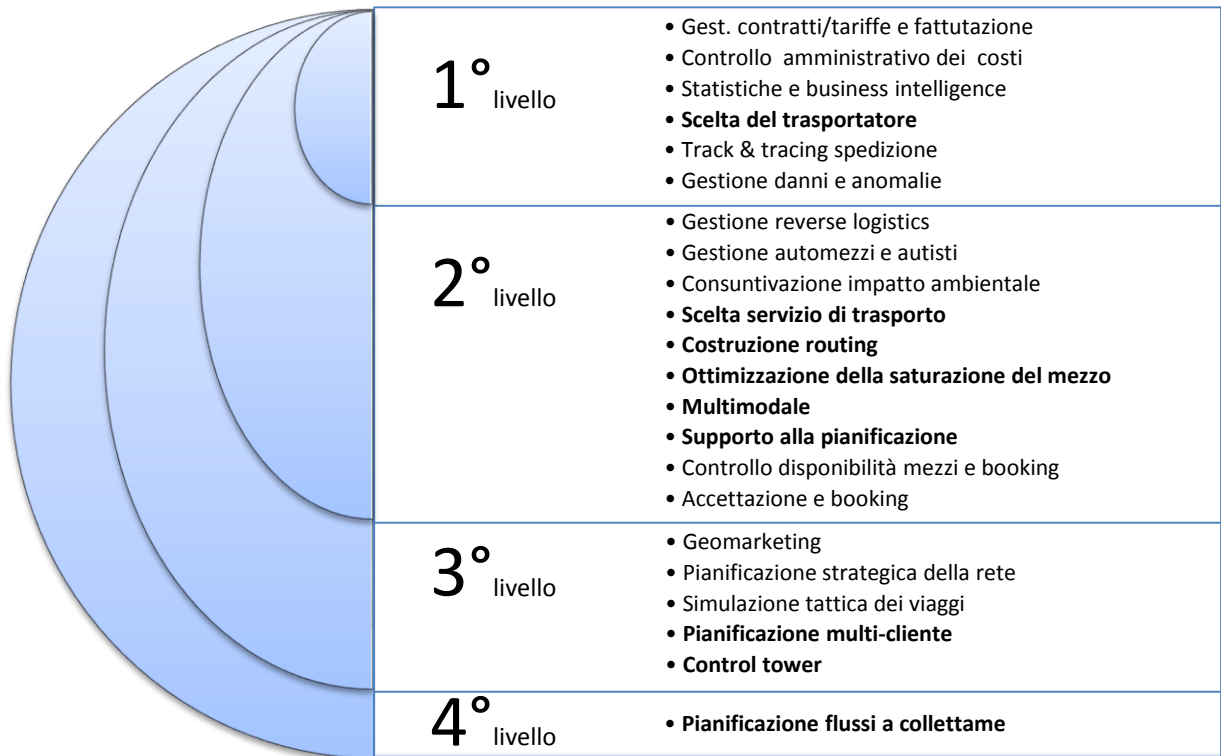 1° livello
• Gest. contratti/tariffe e fattutazione
• Controllo amministrativo dei costi
• Statistiche e business intelligence
• Scelta del trasportatore
• Track & tracing spedizione
• Gestione danni e anomalie
2° livello
• Gestione reverse logistics
• Gestione automezzi e autisti
• Consuntivazione impatto ambientale
• Scelta servizio di trasporto
• Costruzione routing
• Ottimizzazione della saturazione del mezzo
• Multimodale
• Supporto alla pianificazione
• Controllo disponibilità mezzi e booking
• Accettazione e booking
3° livello
• Geomarketing
• Pianificazione strategica della rete
• Simulazione tattica dei viaggi
• Pianificazione multi-cliente
• Control tower
4° livello
• Pianificazione flussi a collettame